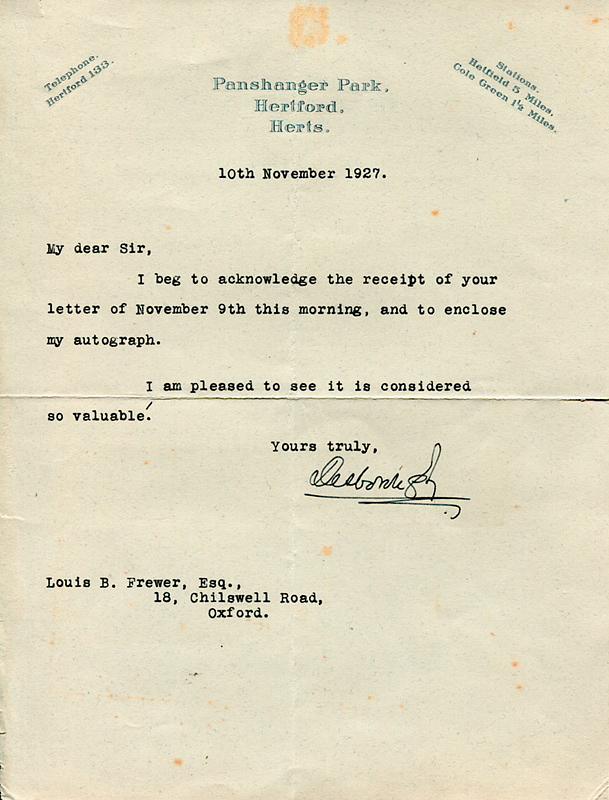 Telephone.
Hertford 133.
Stations.
Hatfield 5 Miles.
Cole Green 1½ Miles.
Panshanger Park,
Hertford,
Herts.
10th November 1927.
My dear Sir,
I beg to acknowledge the receipt of your
letter of November 9th this morning, and to enclose
my autograph.
I am pleased to see it is considered
so valuable!
Yours truly,
Desborough
Louis B. Frewer, Esq.,
18, Chilswell Road,
Oxford.